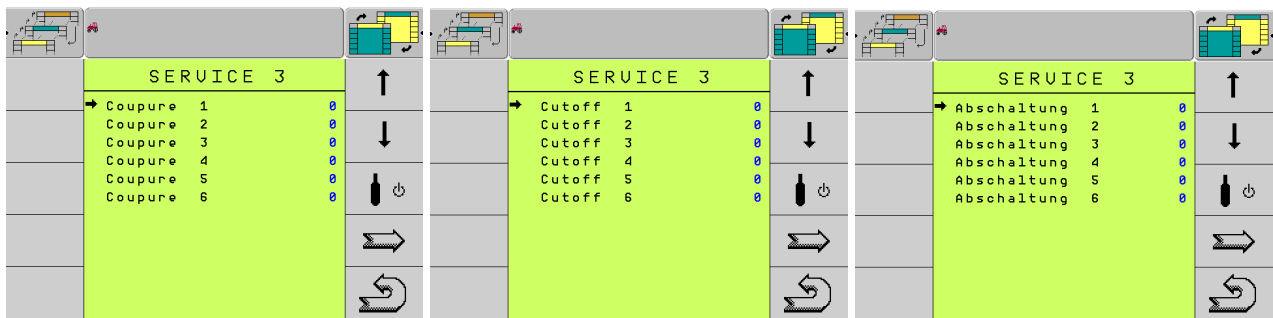 SERVICE 3
Coupure 1 0
Coupure 2 0
Coupure 3 0
Coupure 4 0
Coupure 5 0
Coupure 6 0
SERVICE 3
Cutoff 1 0
Cutoff 2 0
Cutoff 3 0
Cutoff 4 0
Cutoff 5 0
Cutoff 6 0
SERVICE 3
Abschaltung 1 0
Abschaltung 2 0
Abschaltung 3 0
Abschaltung 4 0
Abschaltung 5 0
Abschaltung 6 0